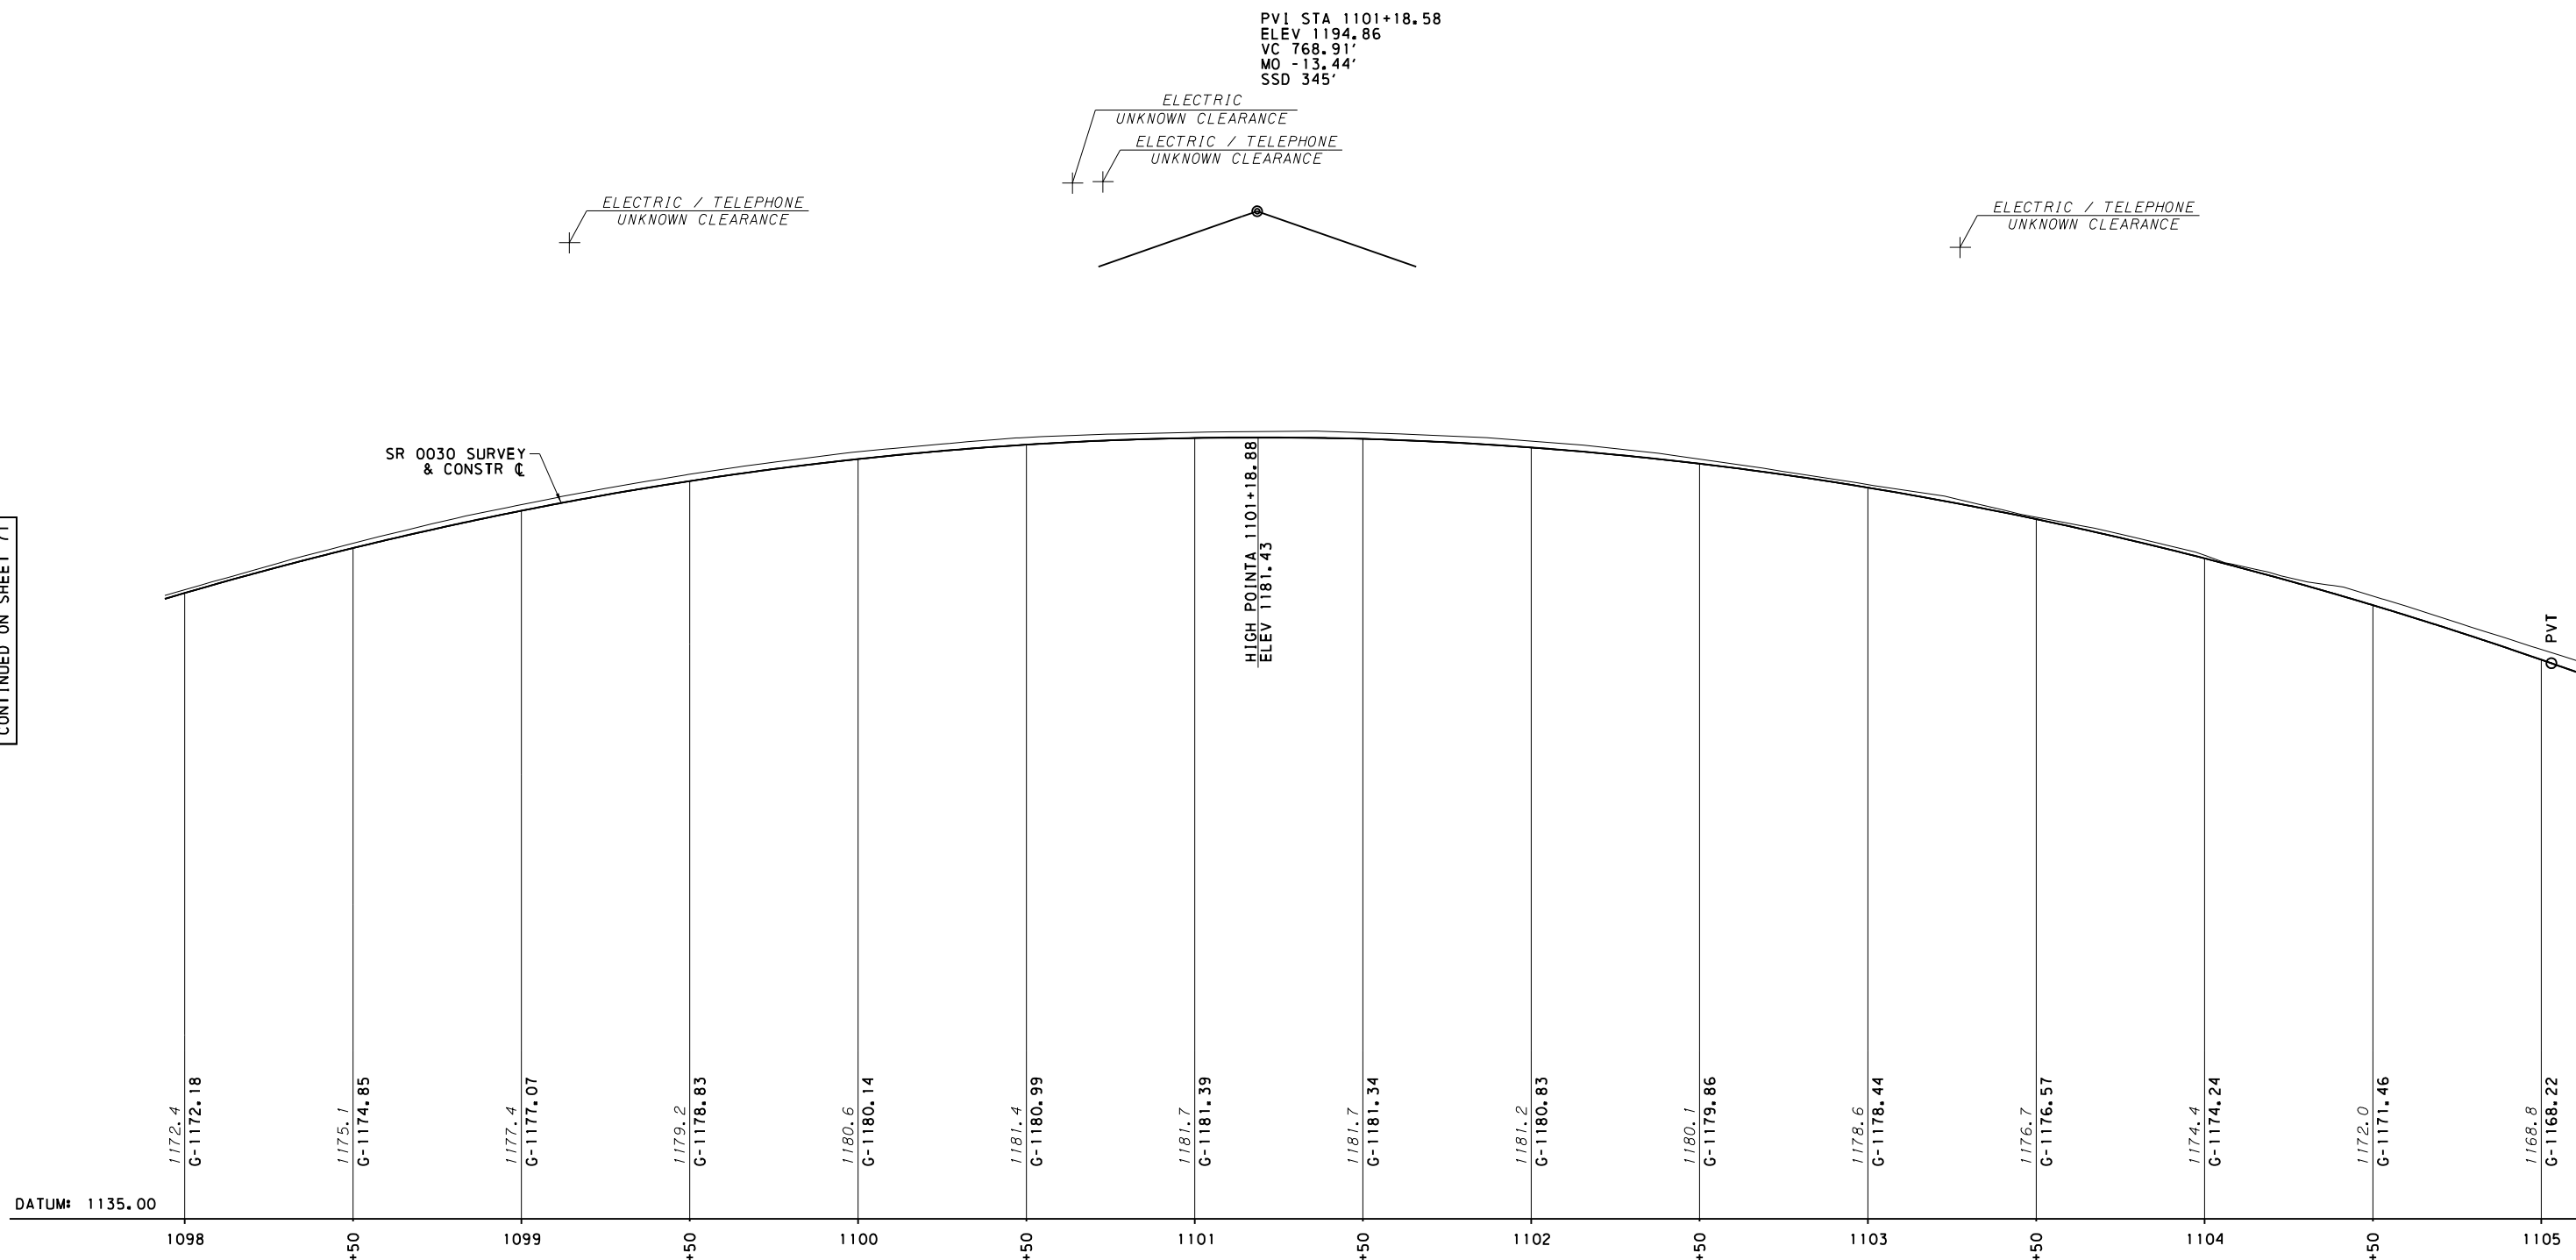 PVI STA 1101+18.58
ELEV 1194.86
VC 768.91'
MO -13.44'
SSD 345'
ELECTRIC
UNKNOWN CLEARANCE
ELECTRIC / TELEPHONE
UNKNOWN CLEARANCE
ELECTRIC / TELEPHONE
UNKNOWN CLEARANCE
ELECTRIC / TELEPHONE
UNKNOWN CLEARANCE
SR 0030 SURVEY
& CONSTR ℄
HIGH POINTA 1101+18.88
ELEV 1181.43
CONTINUED ON SHEET 71
PVT
1172.4
G-1172.18
1175.1
G-1174.85
1177.4
G-1177.07
1179.2
G-1178.83
1180.6
G-1180.14
1181.4
G-1180.99
1181.7
G-1181.39
1181.7
G-1181.34
1181.2
G-1180.83
1180.1
G-1179.86
1178.6
G-1178.44
1176.7
G-1176.57
1174.4
G-1174.24
1172.0
G-1171.46
1168.8
G-1168.22
DATUM: 1135.00
1098 +50 1099 +50 1100 +50 1101 +50 1102 +50 1103 +50 1104 +50 1105